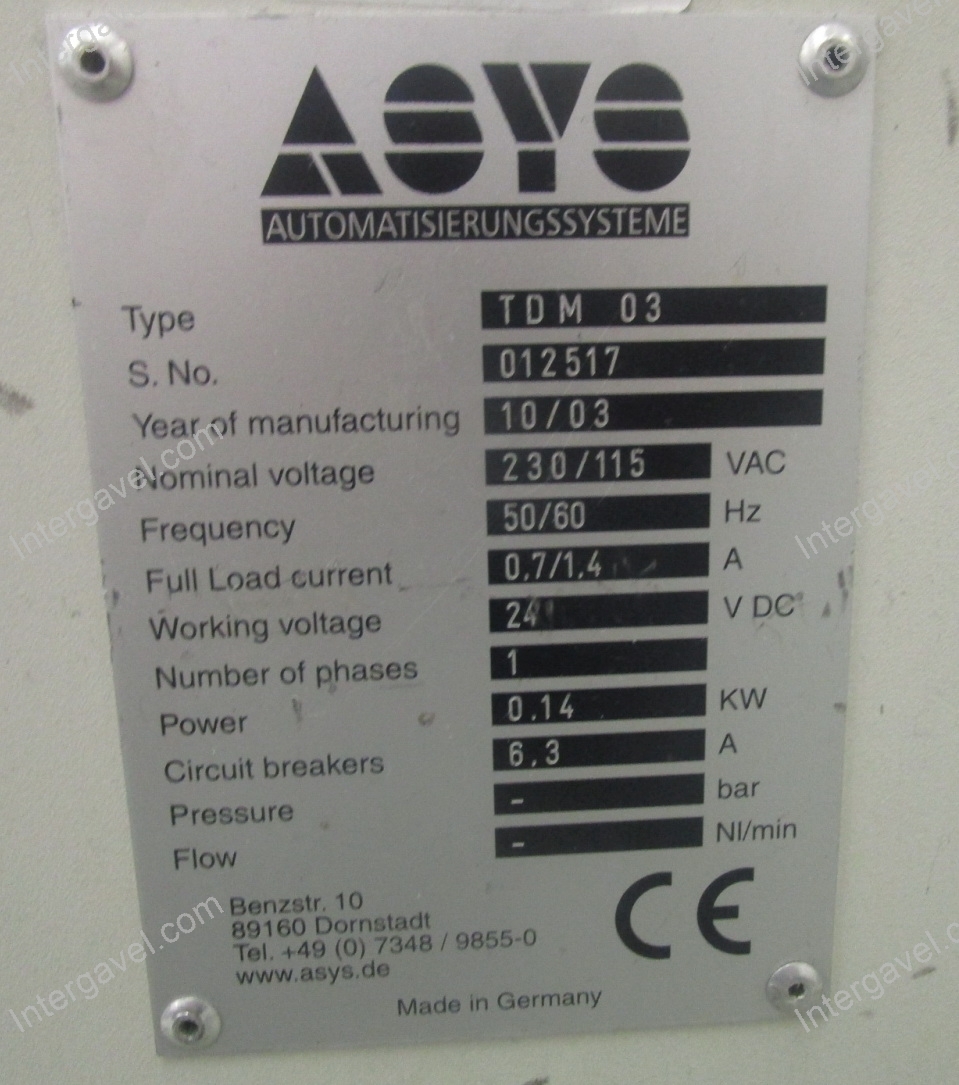 ASYS
AUTOMATISIERUNGSSYSTEME
Type TDM 03
S. No. 012517
Year of manufacturing 10/03
Nominal voltage 230/115 VAC
Frequency 50/60 Hz
Full Load current 0.7/1.4 A
Working voltage 24 V DC
Number of phases 1
Power 0.14 KW
Circuit breakers 6.3 A
Pressure - bar
Flow - Nl/min
Benzstr. 10
89160 Dornstadt
Tel. +49 (0) 7348 / 9855-0
www.asys.de
CE
Made in Germany
Intergavel.com
Intergavel.com
Intergavel.com
Intergavel.com
Intergavel.com
Intergavel.com